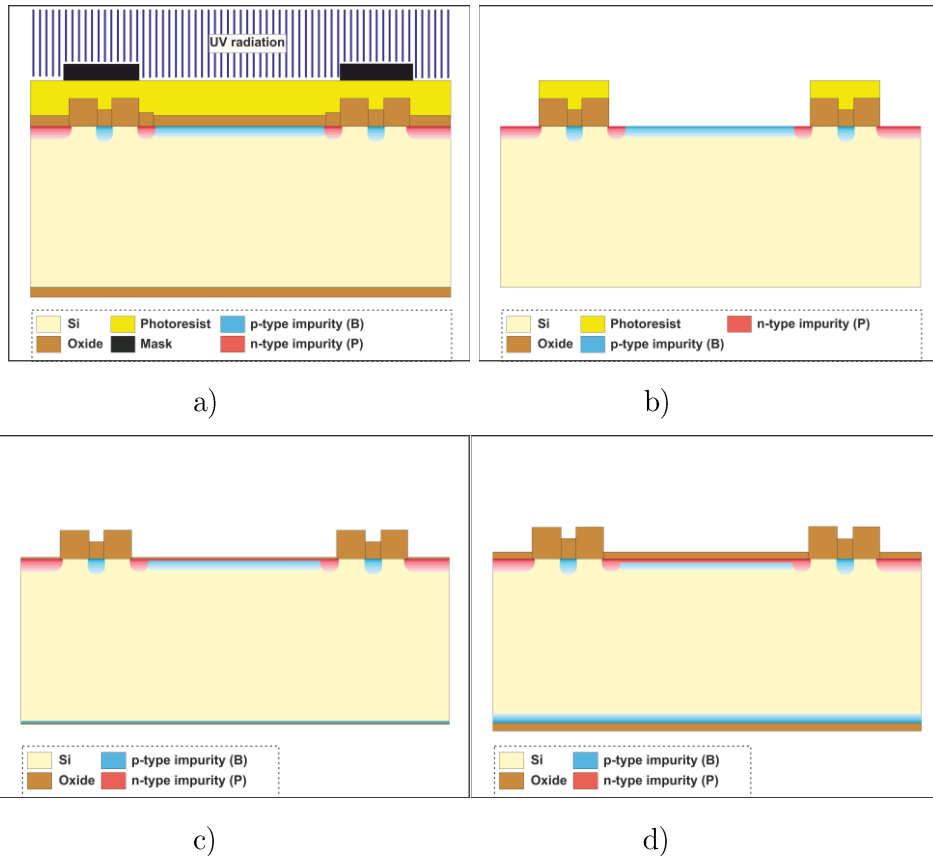 UV radiation
Si Photoresist p-type impurity (B)
Oxide Mask n-type impurity (P)
a)
Si Photoresist n-type impurity (P)
Oxide p-type impurity (B)
b)
Si p-type impurity (B)
Oxide n-type impurity (P)
c)
Si p-type impurity (B)
Oxide n-type impurity (P)
d)